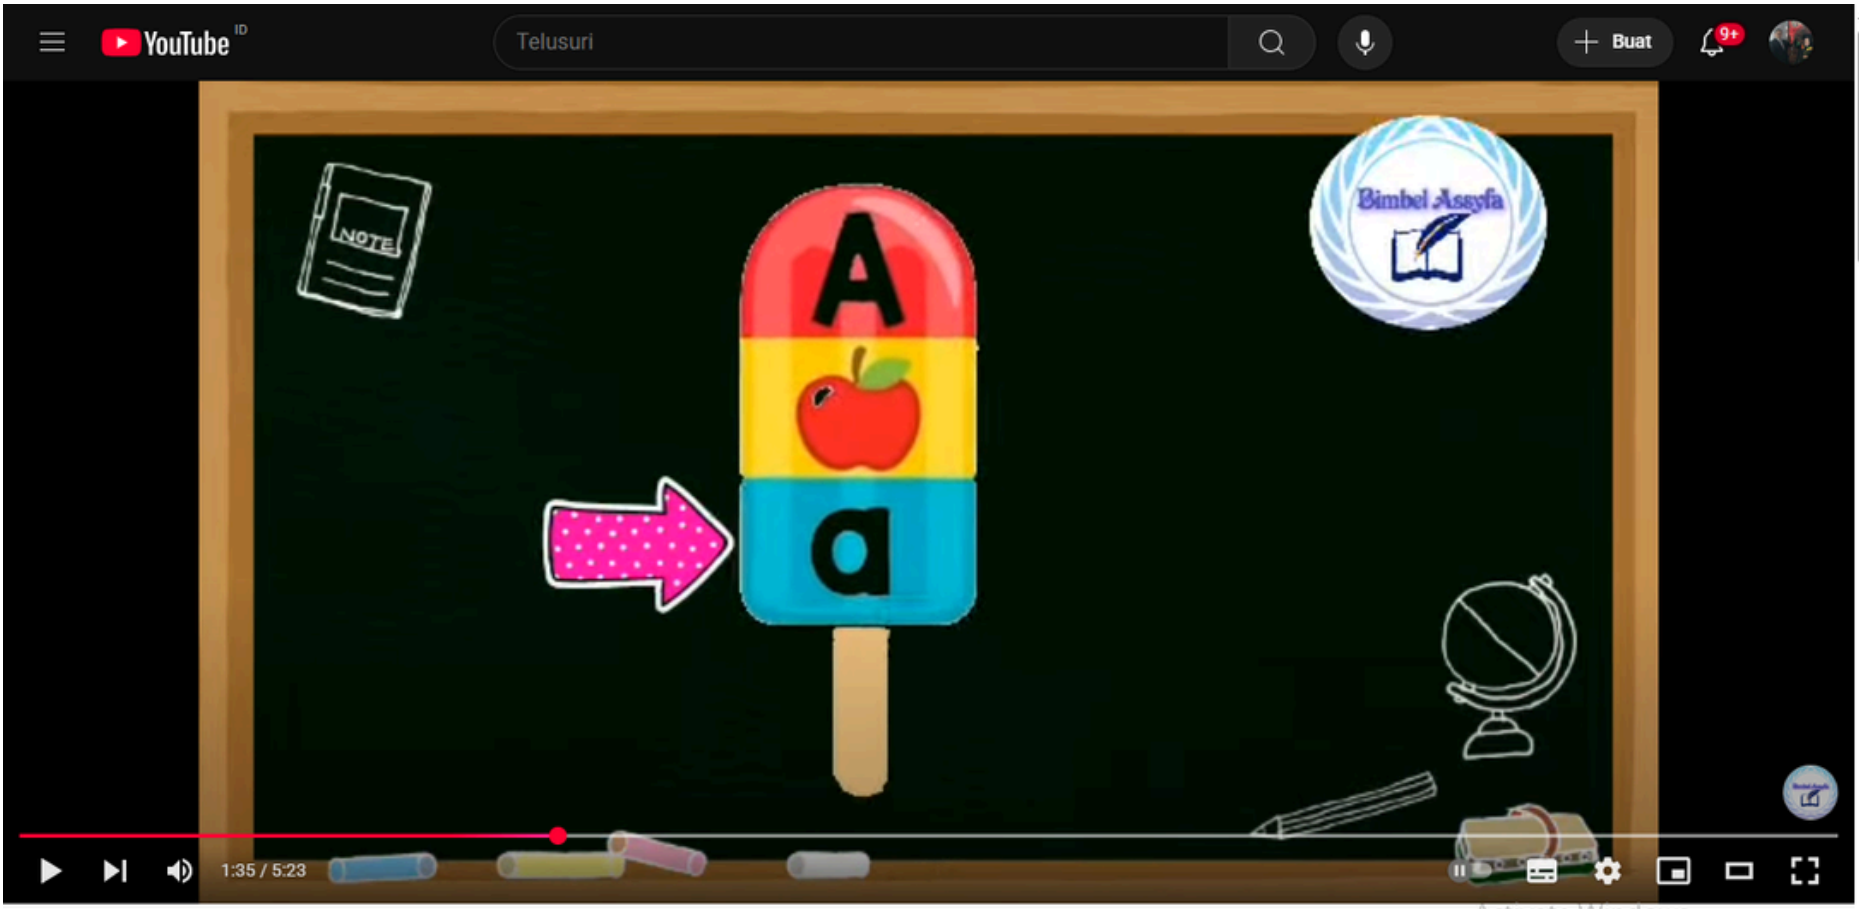 YouTube ID
Telusuri
Buat
9+
NOTE
Bimbel Assyfa
A
a
1:35 / 5:23